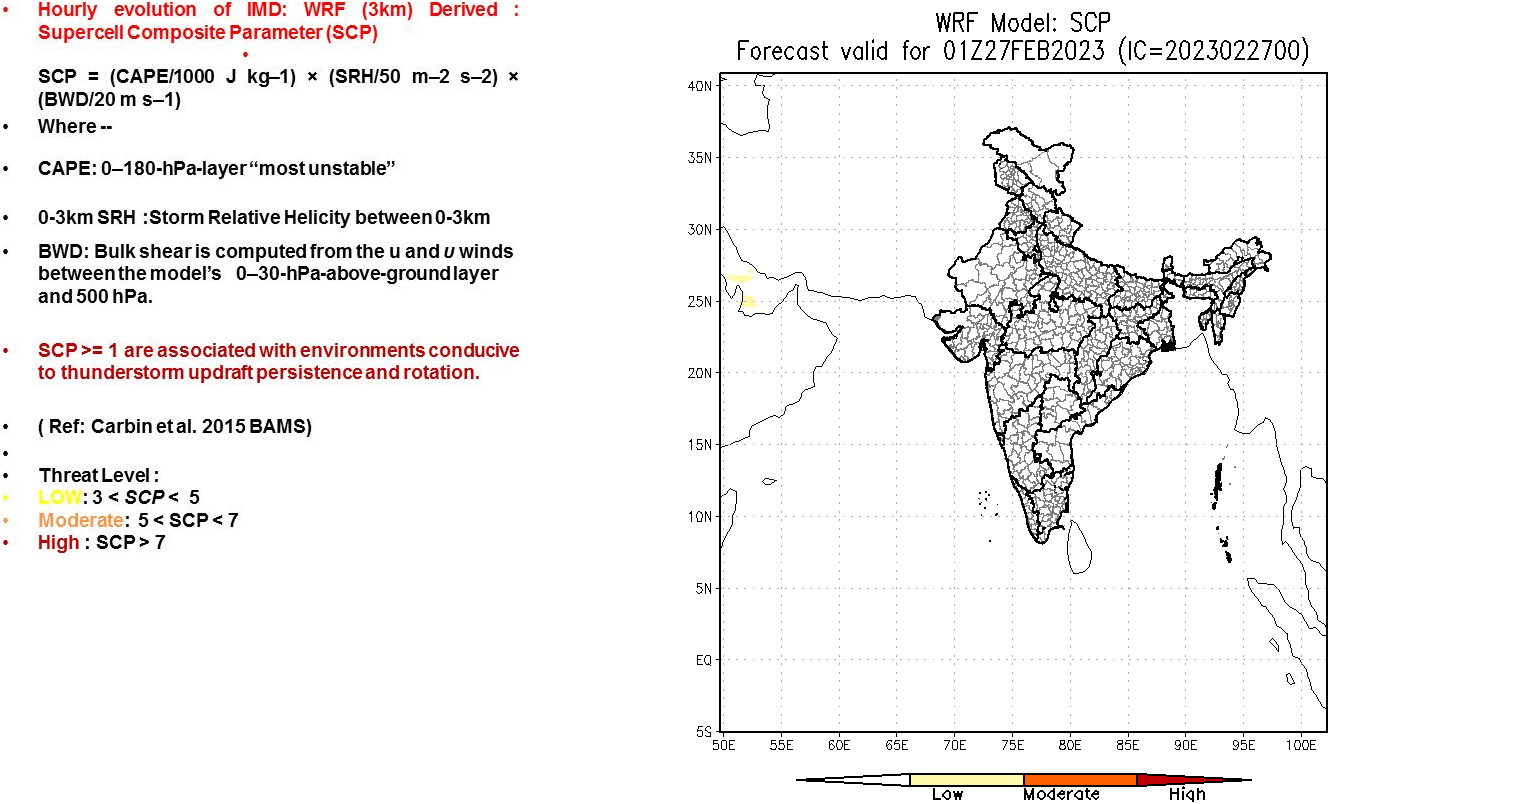 • Hourly evolution of IMD: WRF (3km) Derived :
Supercell Composite Parameter (SCP)
•
SCP = (CAPE/1000 J kg–1) × (SRH/50 m–2 s–2) ×
(BWD/20 m s–1)
• Where --
• CAPE: 0–180-hPa-layer “most unstable”
• 0-3km SRH :Storm Relative Helicity between 0-3km
• BWD: Bulk shear is computed from the u and υ winds
between the model’s 0–30-hPa-above-ground layer
and 500 hPa.
• SCP >= 1 are associated with environments conducive
to thunderstorm updraft persistence and rotation.
• ( Ref: Carbin et al. 2015 BAMS)
•
• Threat Level :
• LOW: 3 < SCP < 5
• Moderate: 5 < SCP < 7
• High : SCP > 7
WRF Model: SCP
Forecast valid for 01Z27FEB2023 (IC=2023022700)
40N
35N
30N
25N
20N
15N
10N
5N
EQ
5S
50E 55E 60E 65E 70E 75E 80E 85E 90E 95E 100E
Low Moderate High